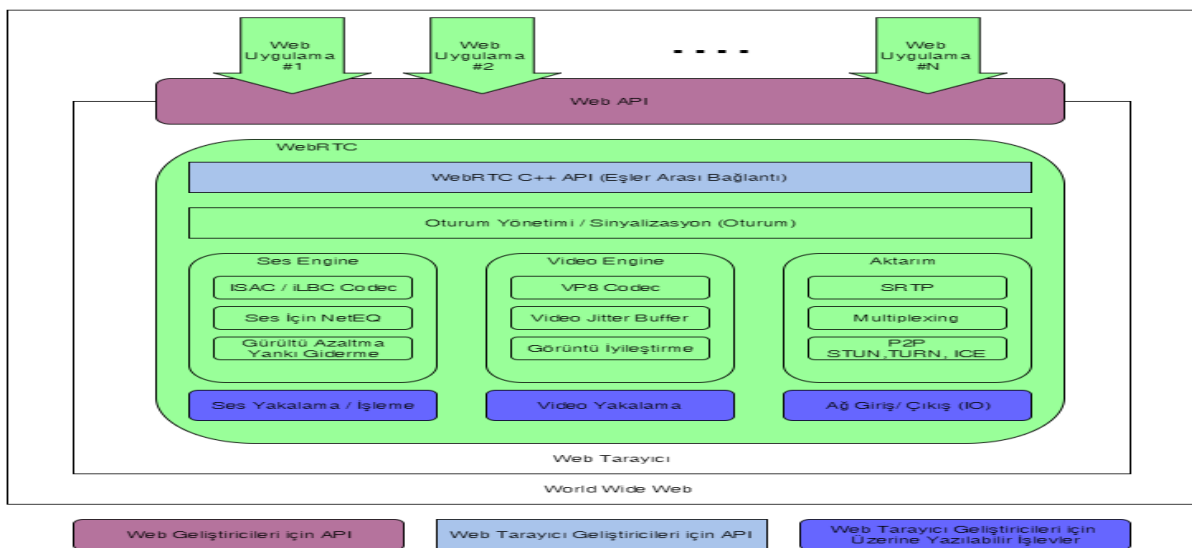 Web
Uygulama
#1
Web
Uygulama
#2
Web
Uygulama
#N
Web API
WebRTC
WebRTC C++ API (Eşler Arası Bağlantı)
Oturum Yönetimi / Sinyalizasyon (Oturum)
Ses Engine
ISAC / iLBC Codec
Ses İçin NetEQ
Gürültü Azaltma
Yankı Giderme
Ses Yakalama / İşleme
Video Engine
VP8 Codec
Video Jitter Buffer
Görüntü İyileştirme
Video Yakalama
Aktarım
SRTP
Multiplexing
P2P
STUN,TURN, ICE
Ağ Giriş/ Çıkış (IO)
Web Tarayıcı
World Wide Web
Web Geliştiricileri için API
Web Tarayıcı Geliştiricileri için API
Web Tarayıcı Geliştiricileri için
Üzerine Yazılabilir İşlevler